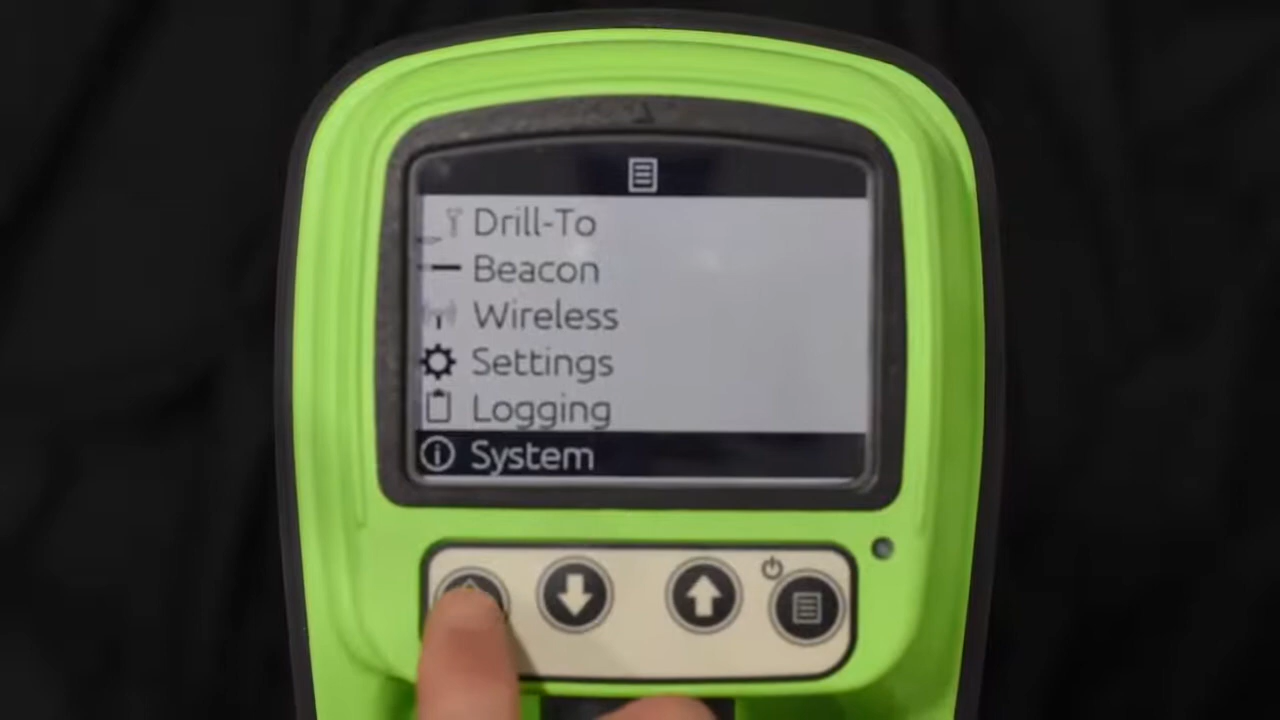 Drill-To
Beacon
Wireless
Settings
Logging
System